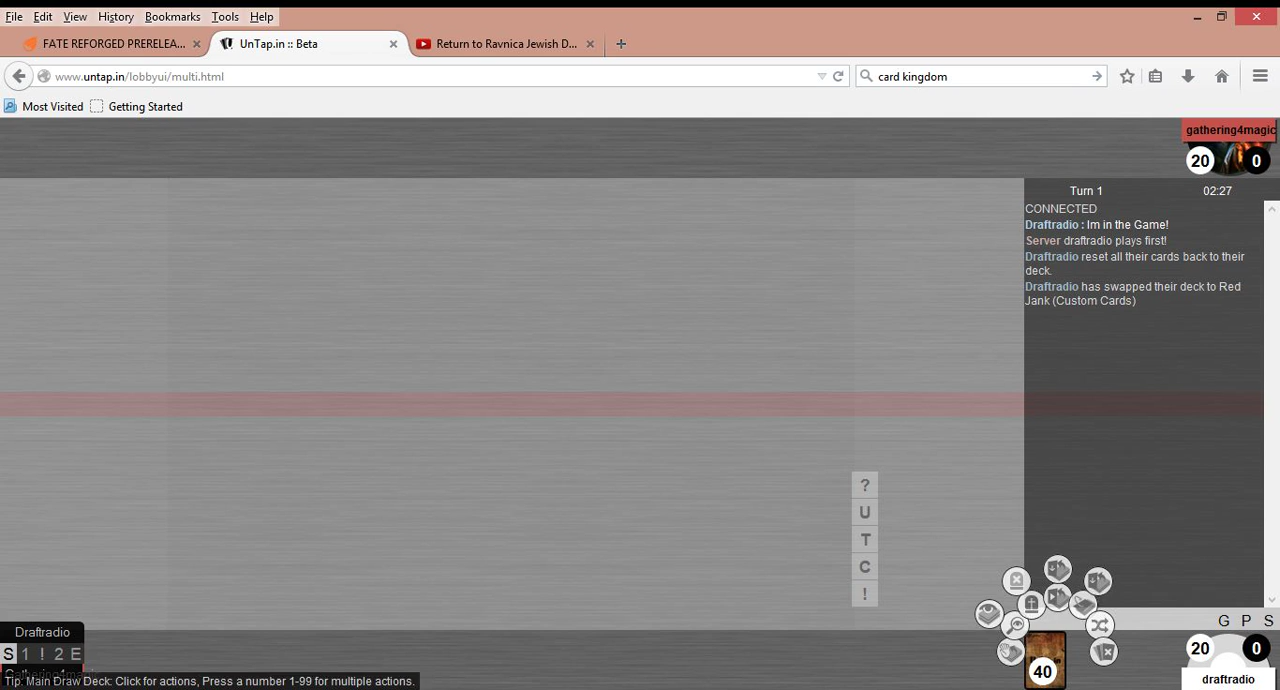 File Edit View History Bookmarks Tools Help
FATE REFORGED PRERELEA... UnTap.in :: Beta Return to Ravnica Jewish D...
www.untap.in/lobbyui/multi.html card kingdom
Most Visited Getting Started
gathering4magic
20 0
Turn 1 02:27
CONNECTED
Draftradio : Im in the Game!
Server draftradio plays first!
Draftradio reset all their cards back to their
deck.
Draftradio has swapped their deck to Red
Jank (Custom Cards)
?
U
T
C
!
G P S
Draftradio
S 1 ! 2 E
20 0
40
draftradio
Tip: Main Draw Deck: Click for actions, Press a number 1-99 for multiple actions.